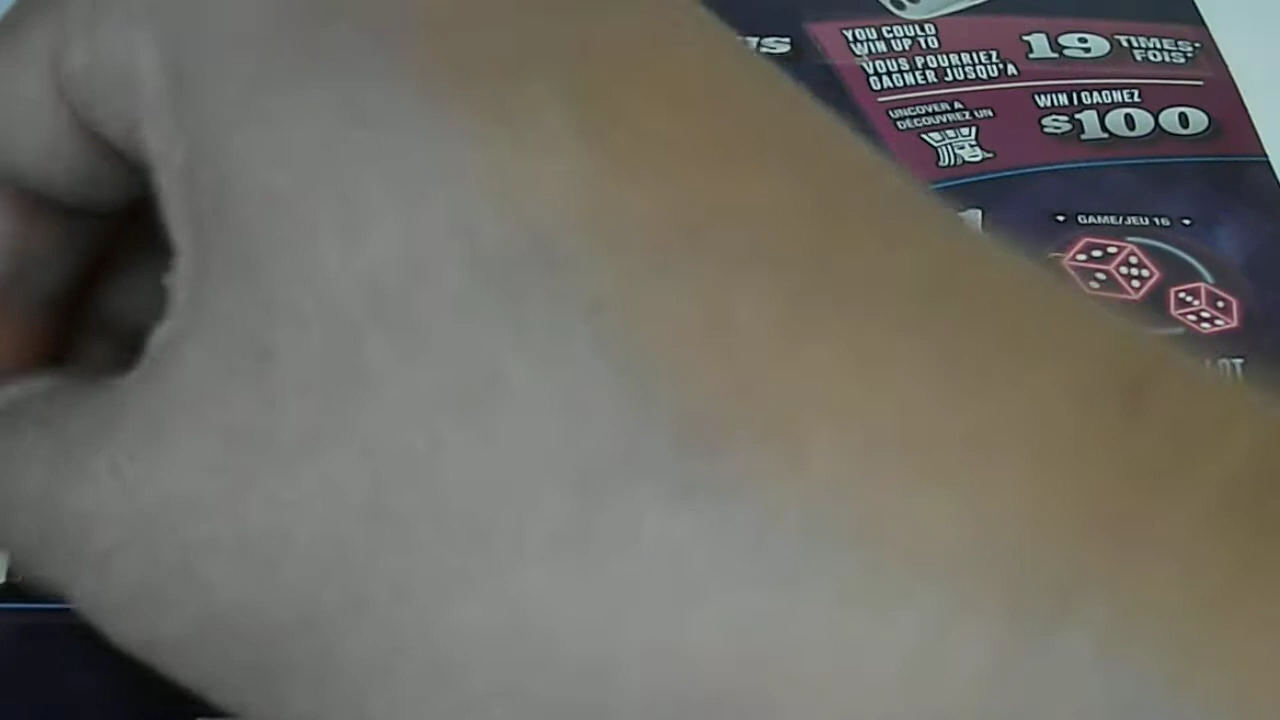 YOU COULD
WIN UP TO
VOUS POURRIEZ
GAGNER JUSQU'À
19 TIMES*
FOIS*
UNCOVER A
DÉCOUVREZ UN
WIN / GAGNEZ
$100
GAME/JEU 16